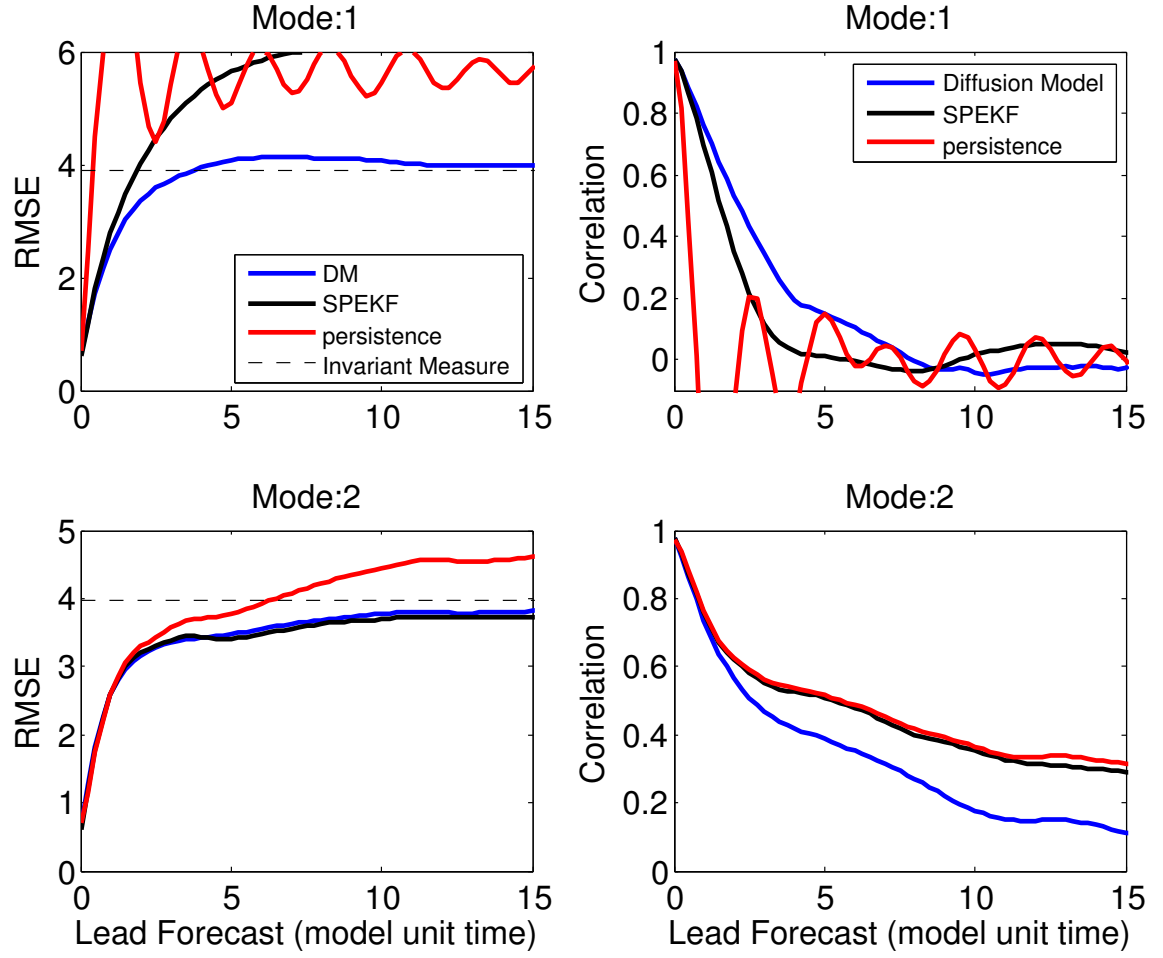 Mode:1
6
4
2
0
RMSE
DM
SPEKF
persistence
Invariant Measure
0
5
10
15
Mode:1
1
0.8
0.6
0.4
0.2
0
Correlation
Diffusion Model
SPEKF
persistence
0
5
10
15
Mode:2
5
4
3
2
1
0
RMSE
0
5
10
15
Lead Forecast (model unit time)
Mode:2
1
0.8
0.6
0.4
0.2
0
Correlation
0
5
10
15
Lead Forecast (model unit time)